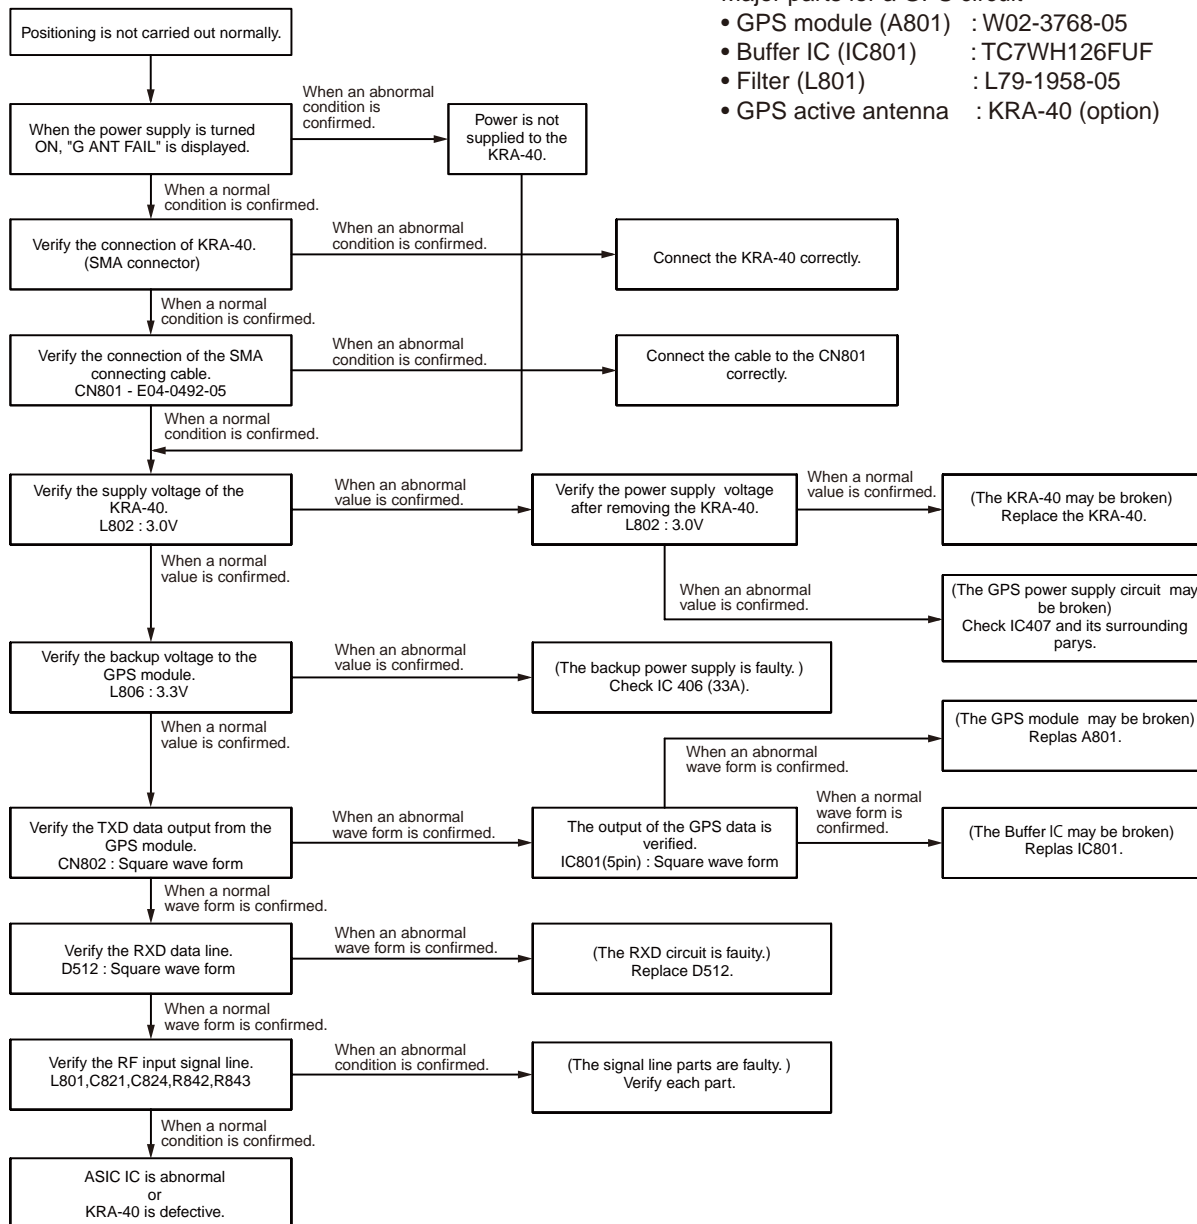 Major parts for a GPS circuit
• GPS module (A801) : W02-3768-05
• Buffer IC (IC801) : TC7WH126FUF
• Filter (L801) : L79-1958-05
• GPS active antenna : KRA-40 (option)
Positioning is not carried out normally.
When the power supply is turned
ON, "G ANT FAIL" is displayed.
When an abnormal
condition is
confirmed.
Power is not
supplied to the
KRA-40.
When a normal
condition is confirmed.
Verify the connection of KRA-40.
(SMA connector)
When an abnormal
condition is confirmed.
Connect the KRA-40 correctly.
When a normal
condition is confirmed.
Verify the connection of the SMA
connecting cable.
CN801 - E04-0492-05
When an abnormal
condition is confirmed.
Connect the cable to the CN801
correctly.
When a normal
condition is confirmed.
Verify the supply voltage of the
KRA-40.
L802 : 3.0V
When an abnormal
value is confirmed.
Verify the power supply voltage
after removing the KRA-40.
L802 : 3.0V
When a normal
value is confirmed.
(The KRA-40 may be broken)
Replace the KRA-40.
When an abnormal
value is confirmed.
(The GPS power supply circuit may
be broken)
Check IC407 and its surrounding
parys.
When a normal
value is confirmed.
Verify the backup voltage to the
GPS module.
L806 : 3.3V
When an abnormal
value is confirmed.
(The backup power supply is faulty. )
Check IC 406 (33A).
When a normal
value is confirmed.
Verify the TXD data output from the
GPS module.
CN802 : Square wave form
When an abnormal
wave form is confirmed.
The output of the GPS data is
verified.
IC801(5pin) : Square wave form
When an abnormal
wave form is confirmed.
(The GPS module may be broken)
Replas A801.
When a normal
wave form is
confirmed.
(The Buffer IC may be broken)
Replas IC801.
When a normal
wave form is confirmed.
Verify the RXD data line.
D512 : Square wave form
When an abnormal
wave form is confirmed.
(The RXD circuit is fauity.)
Replace D512.
When a normal
wave form is confirmed.
Verify the RF input signal line.
L801,C821,C824,R842,R843
When an abnormal
condition is confirmed.
(The signal line parts are faulty. )
Verify each part.
When a normal
condition is confirmed.
ASIC IC is abnormal
or
KRA-40 is defective.